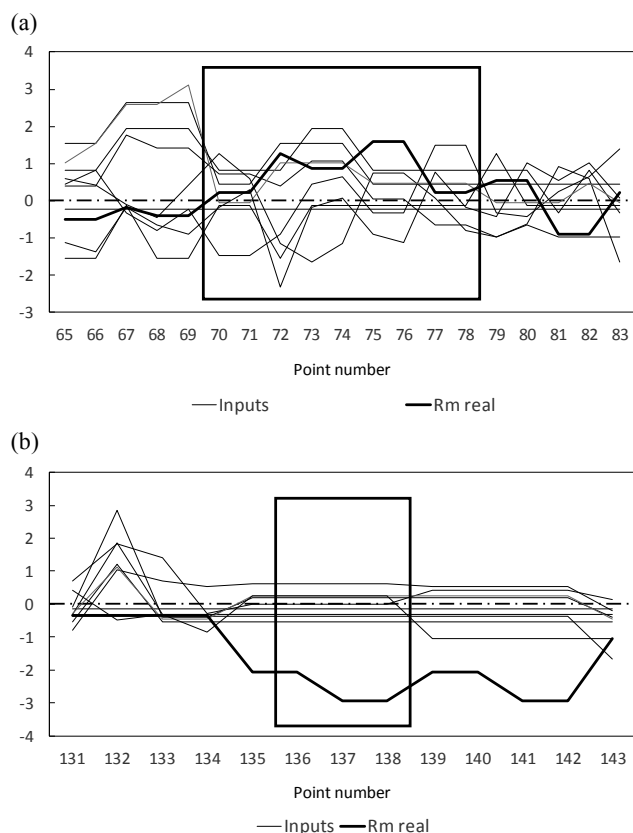 (a)
4
3
2
1
0
-1
-2
-3
65 66 67 68 69 70 71 72 73 74 75 76 77 78 79 80 81 82 83
Point number
Inputs Rm real
(b)
4
3
2
1
0
-1
-2
-3
-4
131 132 133 134 135 136 137 138 139 140 141 142 143
Point number
Inputs Rm real